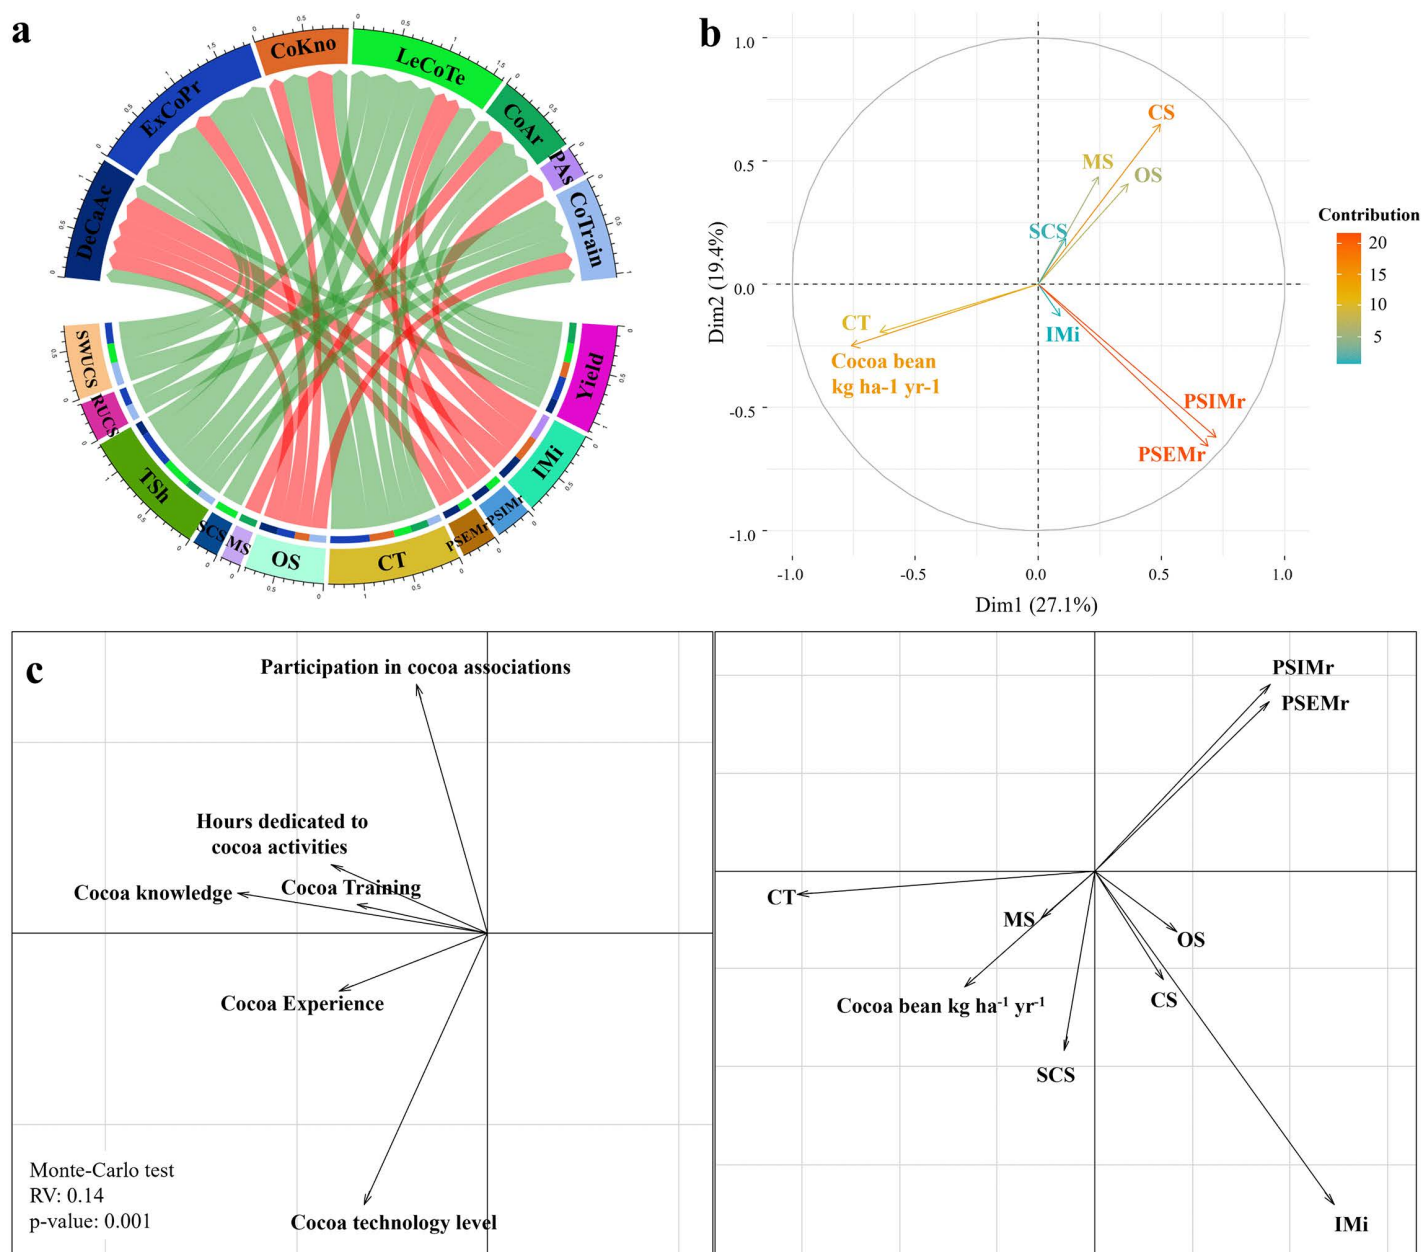 a
CoKno
LeCoTe
CoAr
PAs
CoTrain
ExCoPr
DeCaAc
SWUCS
RUCS
TSh
SCS
MS
OS
CT
PSEMr
PSIMr
IMi
Yield
b
1.0
0.5
0.0
-0.5
-1.0
Dim2 (19.4%)
CS
MS
OS
SCS
CT
IMi
Cocoa bean
kg ha-1 yr-1
PSIMr
PSEMr
-1.0
-0.5
0.0
0.5
1.0
Dim1 (27.1%)
Contribution
20
15
10
5
c
Participation in cocoa associations
Hours dedicated to
cocoa activities
Cocoa Training
Cocoa knowledge
Cocoa Experience
Cocoa technology level
Monte-Carlo test
RV: 0.14
p-value: 0.001
PSIMr
PSEMr
CT
MS
OS
CS
Cocoa bean kg ha⁻¹ yr⁻¹
SCS
IMi